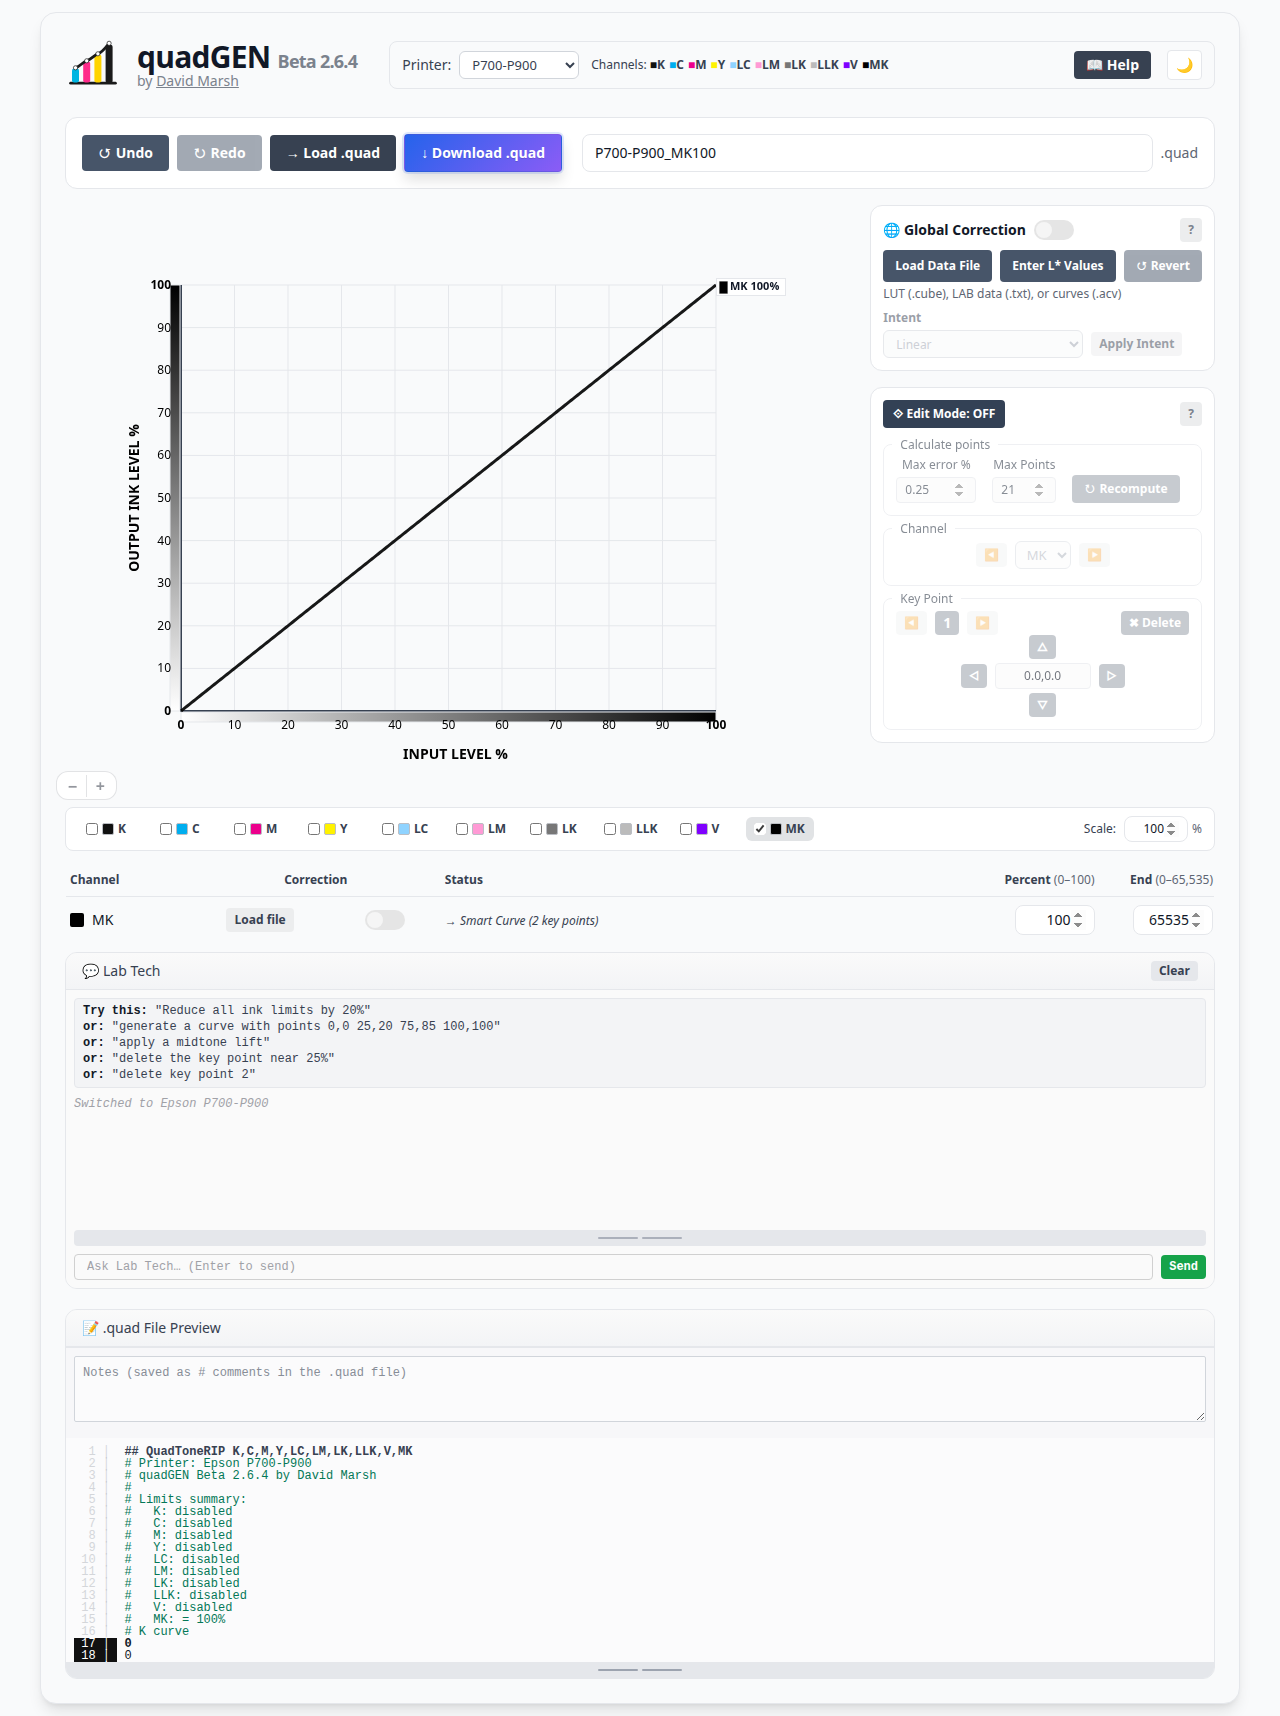 quadGEN Beta 2.6.4
by David Marsh
Printer: P700-P900 Channels: K C M Y LC LM LK LLK V MK
📖 Help
↺ Undo ↻ Redo → Load .quad ↓ Download .quad P700-P900_MK100 .quad
🌐 Global Correction ?
Load Data File Enter L* Values ↺ Revert
LUT (.cube), LAB data (.txt), or curves (.acv)
Intent
Linear Apply Intent
◇ Edit Mode: OFF ?
Calculate points
Max error % Max Points
0.25 21 ↻ Recompute
Channel
MK
Key Point
1 ✖ Delete
0.0,0.0
MK 100%
100
90
80
70
60
50
40
30
20
10
0
OUTPUT INK LEVEL %
0 10 20 30 40 50 60 70 80 90 100
INPUT LEVEL %
− +
K C M Y LC LM LK LLK V MK Scale: 100 %
Channel Correction Status Percent (0–100) End (0–65,535)
MK Load file → Smart Curve (2 key points) 100 65535
💬 Lab Tech Clear
Try this: "Reduce all ink limits by 20%"
or: "generate a curve with points 0,0 25,20 75,85 100,100"
or: "apply a midtone lift"
or: "delete the key point near 25%"
or: "delete key point 2"
Switched to Epson P700-P900
Ask Lab Tech… (Enter to send) Send
📝 .quad File Preview
Notes (saved as # comments in the .quad file)
1 ## QuadToneRIP K,C,M,Y,LC,LM,LK,LLK,V,MK
2 # Printer: Epson P700-P900
3 # quadGEN Beta 2.6.4 by David Marsh
4 #
5 # Limits summary:
6 #   K: disabled
7 #   C: disabled
8 #   M: disabled
9 #   Y: disabled
10 #   LC: disabled
11 #   LM: disabled
12 #   LK: disabled
13 #   LLK: disabled
14 #   V: disabled
15 #   MK: = 100%
16 # K curve
17 0
18 0